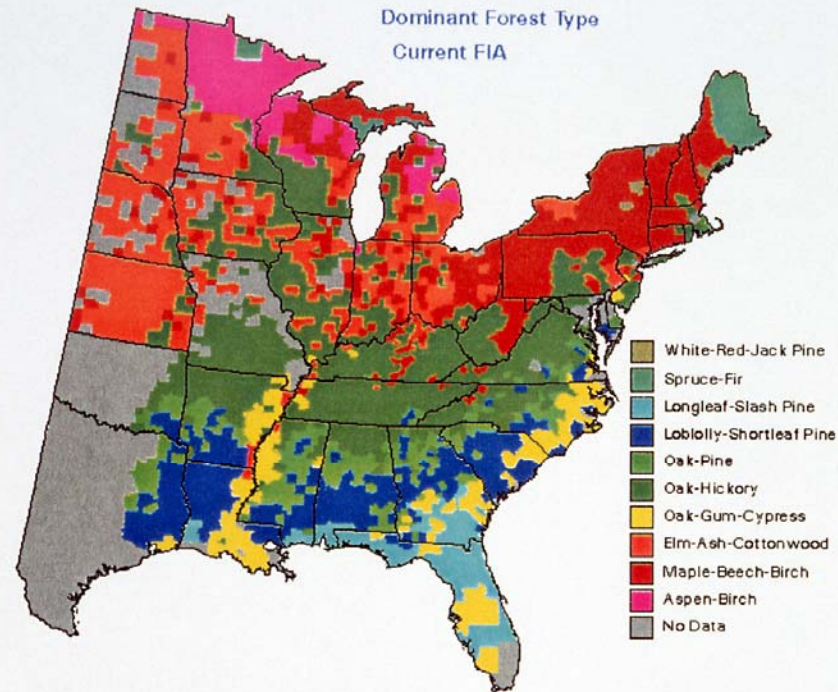 Dominant Forest Type
Current FIA
White-Red-Jack Pine
Spruce-Fir
Longleaf-Slash Pine
Loblolly-Shortleaf Pine
Oak-Pine
Oak-Hickory
Oak-Gum-Cypress
Elm-Ash-Cottonwood
Maple-Beech-Birch
Aspen-Birch
No Data